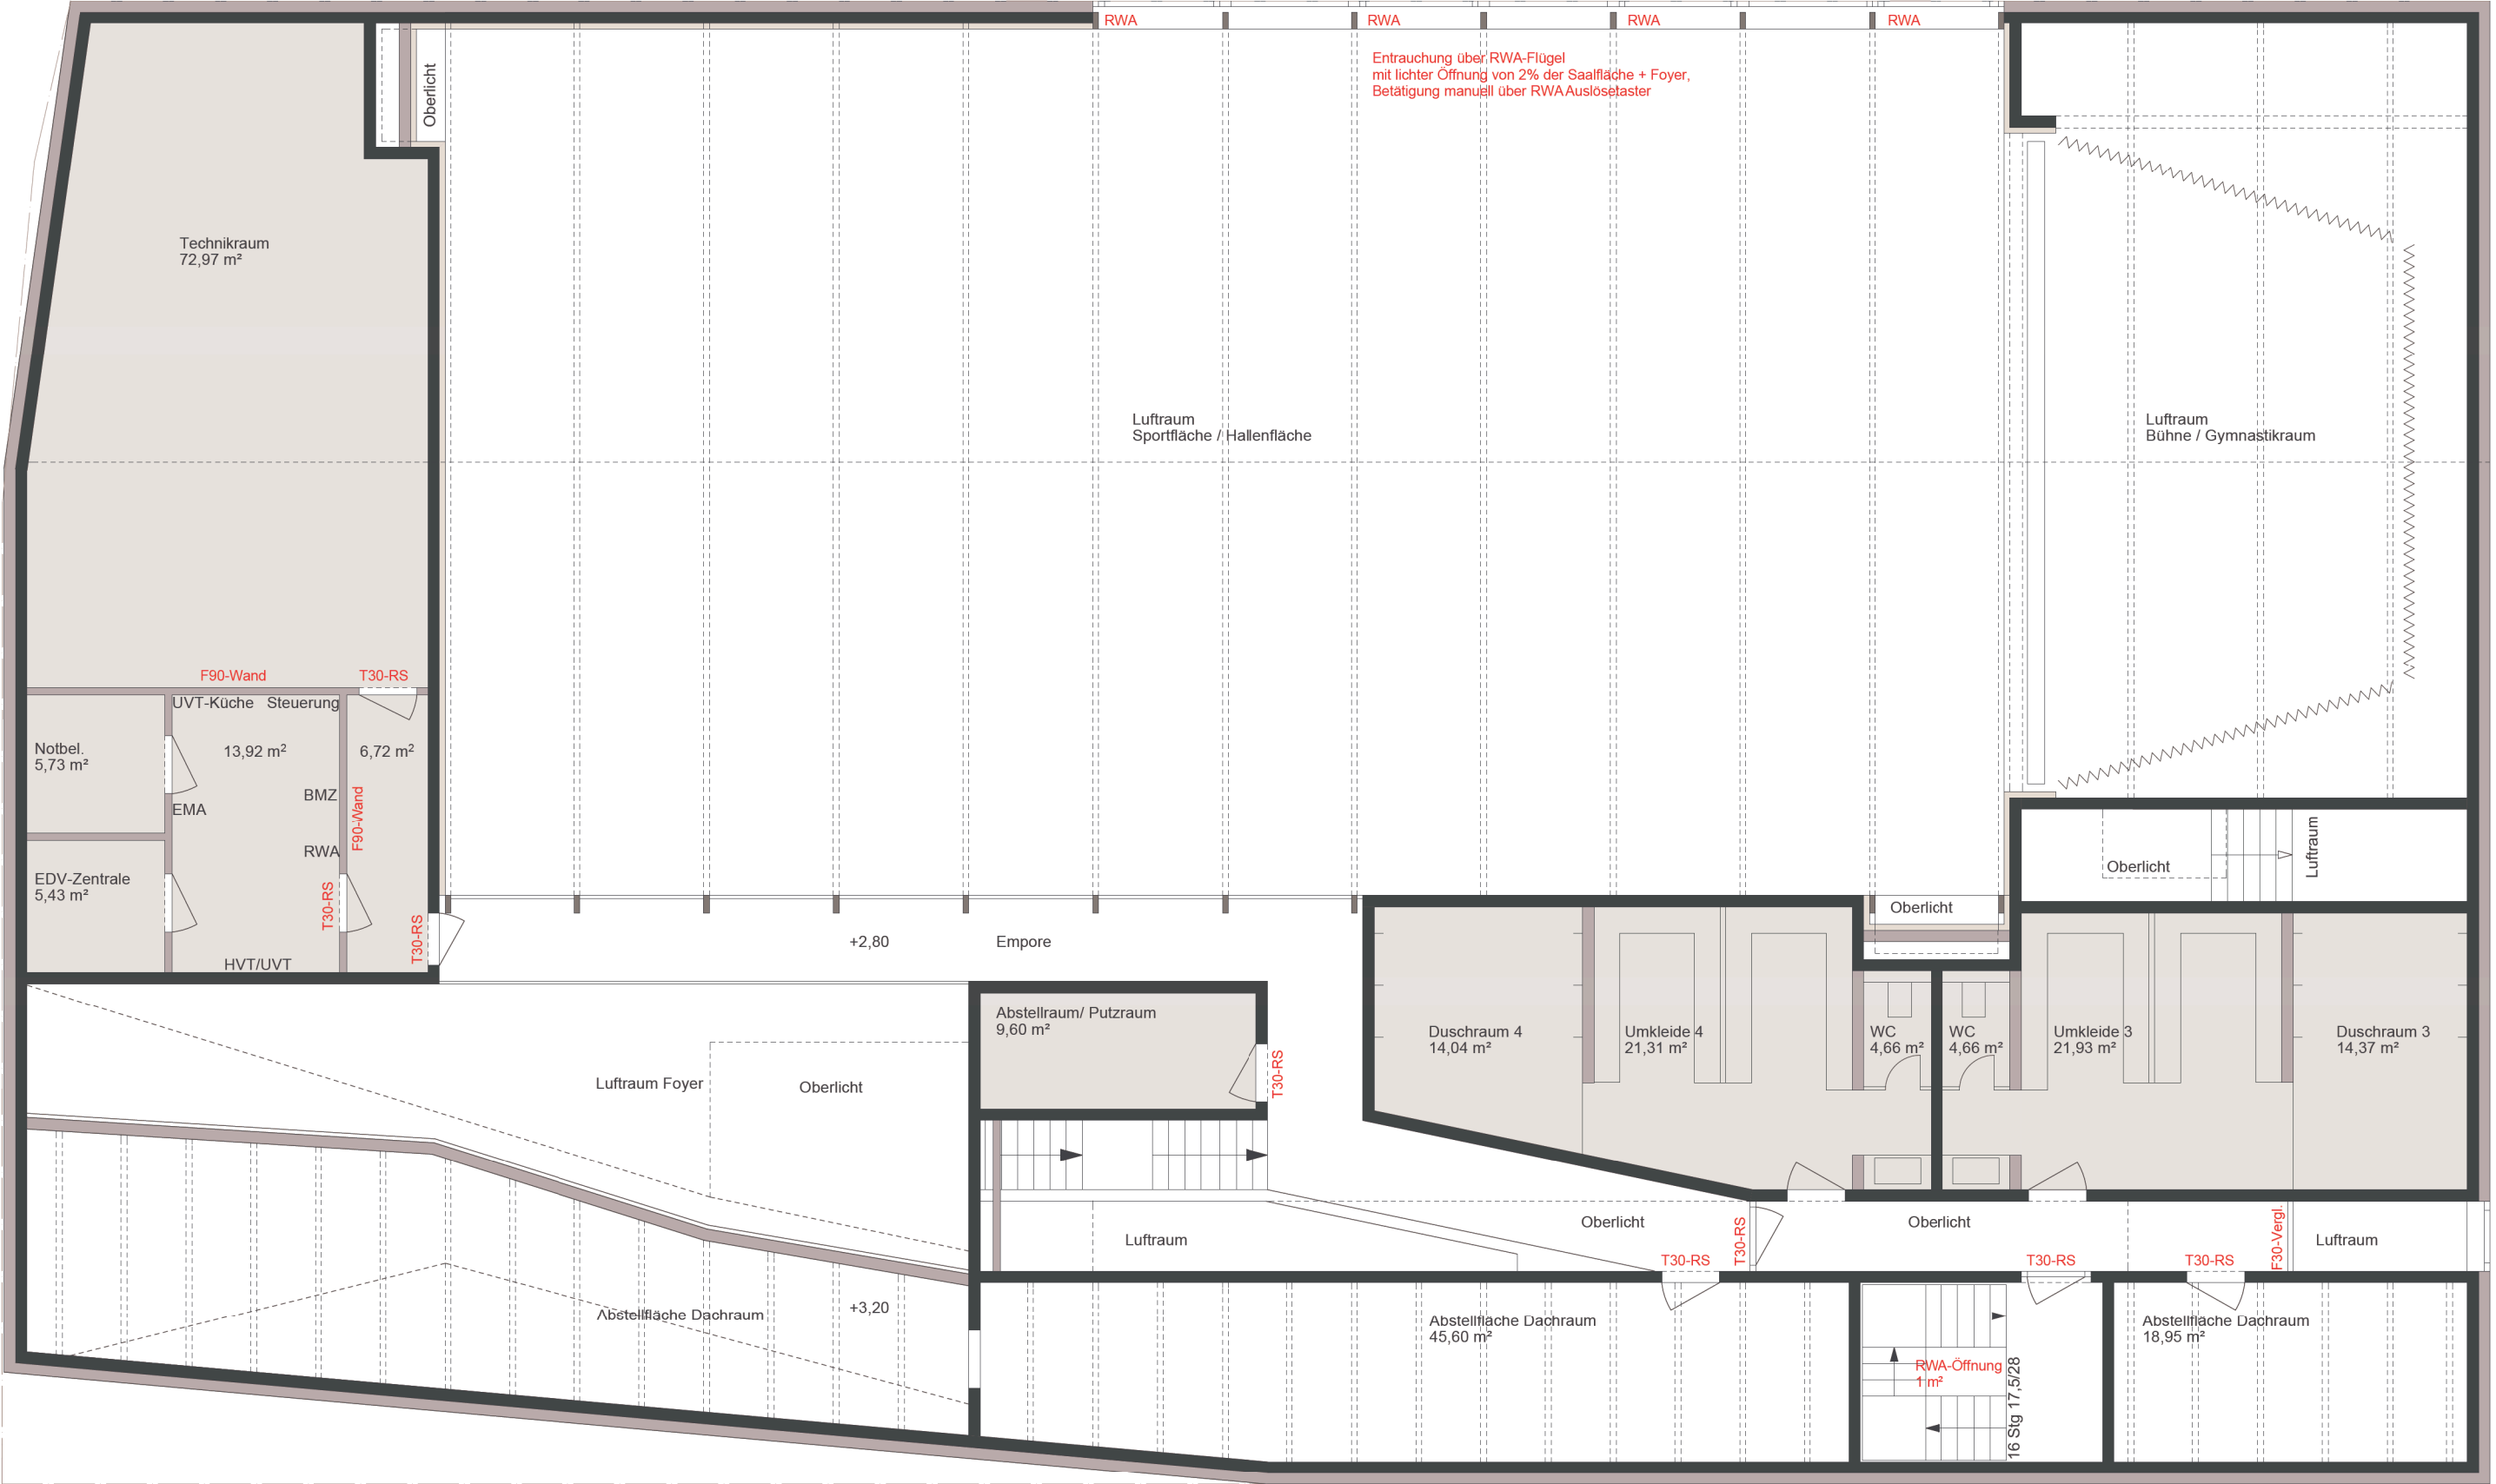 RWA
RWA
RWA
RWA
Entrauchung über RWA-Flügel
mit lichter Öffnung von 2% der Saalfläche + Foyer,
Betätigung manuell über RWA Auslösetaster
Oberlicht
Technikraum
72,97 m²
Luftraum
Sportfläche / Hallenfläche
Luftraum
Bühne / Gymnastikraum
F90-Wand
T30-RS
UVT-Küche Steuerung
Notbel.
5,73 m²
13,92 m²
6,72 m²
BMZ
EMA
F90-Wand
RWA
EDV-Zentrale
5,43 m²
T30-RS
T30-RS
HVT/UVT
Oberlicht
Luftraum
Oberlicht
+2,80
Empore
Abstellraum/ Putzraum
9,60 m²
T30-RS
Duschraum 4
14,04 m²
Umkleide 4
21,31 m²
WC
4,66 m²
WC
4,66 m²
Umkleide 3
21,93 m²
Duschraum 3
14,37 m²
Luftraum Foyer
Oberlicht
Luftraum
Oberlicht
T30-RS
T30-RS
Oberlicht
T30-RS
T30-RS
F30-Vergl.
Luftraum
Abstellfläche Dachraum
+3,20
Abstellfläche Dachraum
45,60 m²
RWA-Öffnung
1 m²
16 Stg 17,5/28
Abstellfläche Dachraum
18,95 m²